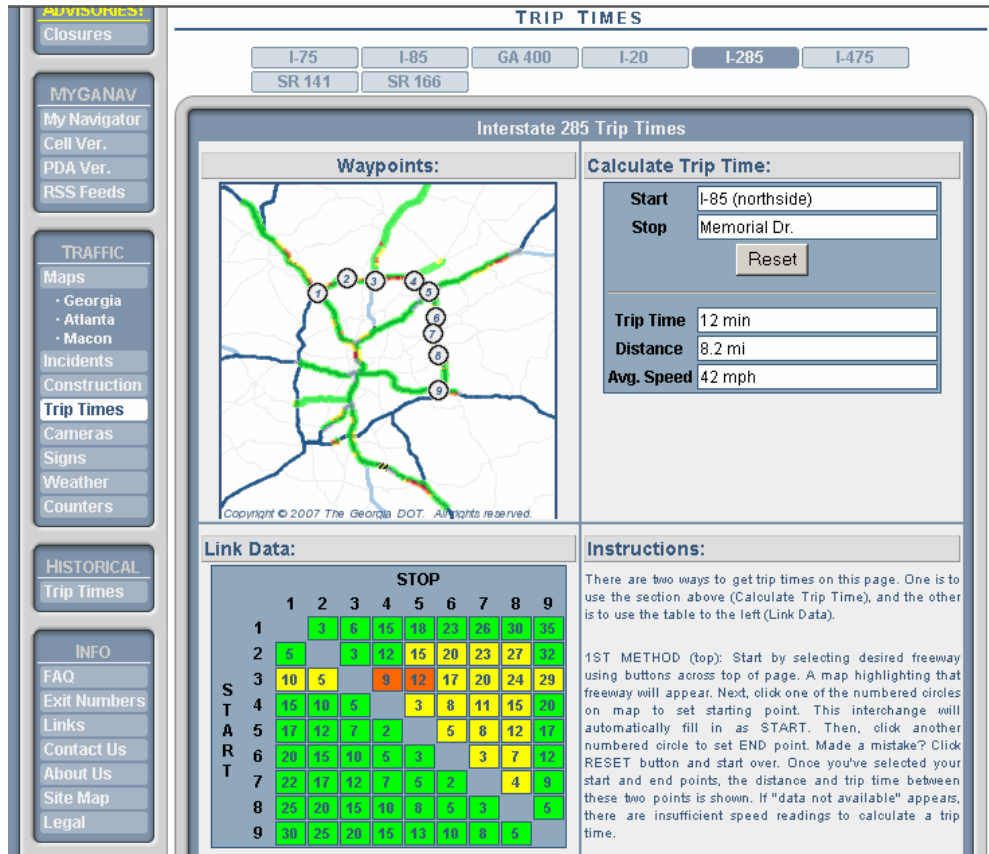 ADVISORIES!
Closures
MYGANAV
My Navigator
Cell Ver.
PDA Ver.
RSS Feeds
TRAFFIC
Maps
· Georgia
· Atlanta
· Macon
Incidents
Construction
Trip Times
Cameras
Signs
Weather
Counters
HISTORICAL
Trip Times
INFO
FAQ
Exit Numbers
Links
Contact Us
About Us
Site Map
Legal
TRIP TIMES
I-75 I-85 GA 400 I-20 I-285 I-475
SR 141 SR 166
Interstate 285 Trip Times
Waypoints:
1 2 3 4 5
6
7
8
9
Copyright © 2007 The Georgia DOT. All rights reserved.
Calculate Trip Time:
Start I-85 (northside)
Stop Memorial Dr.
Reset
Trip Time 12 min
Distance 8.2 mi
Avg. Speed 42 mph
Link Data:
STOP
1 2 3 4 5 6 7 8 9
START
1 3 6 15 18 23 26 30 35
2 5 3 12 15 20 23 27 32
3 10 5 9 12 17 20 24 29
4 15 10 5 3 8 11 15 20
5 17 12 7 2 5 8 12 17
6 20 15 10 5 3 3 7 12
7 22 17 12 7 5 2 4 9
8 25 20 15 10 8 5 3 5
9 30 25 20 15 13 10 8 5
Instructions:
There are two ways to get trip times on this page. One is to
use the section above (Calculate Trip Time), and the other
is to use the table to the left (Link Data).
1ST METHOD (top): Start by selecting desired freeway
using buttons across top of page. A map highlighting that
freeway will appear. Next, click one of the numbered circles
on map to set starting point. This interchange will
automatically fill in as START. Then, click another
numbered circle to set END point. Made a mistake? Click
RESET button and start over. Once you've selected your
start and end points, the distance and trip time between
these two points is shown. If "data not available" appears,
there are insufficient speed readings to calculate a trip
time.